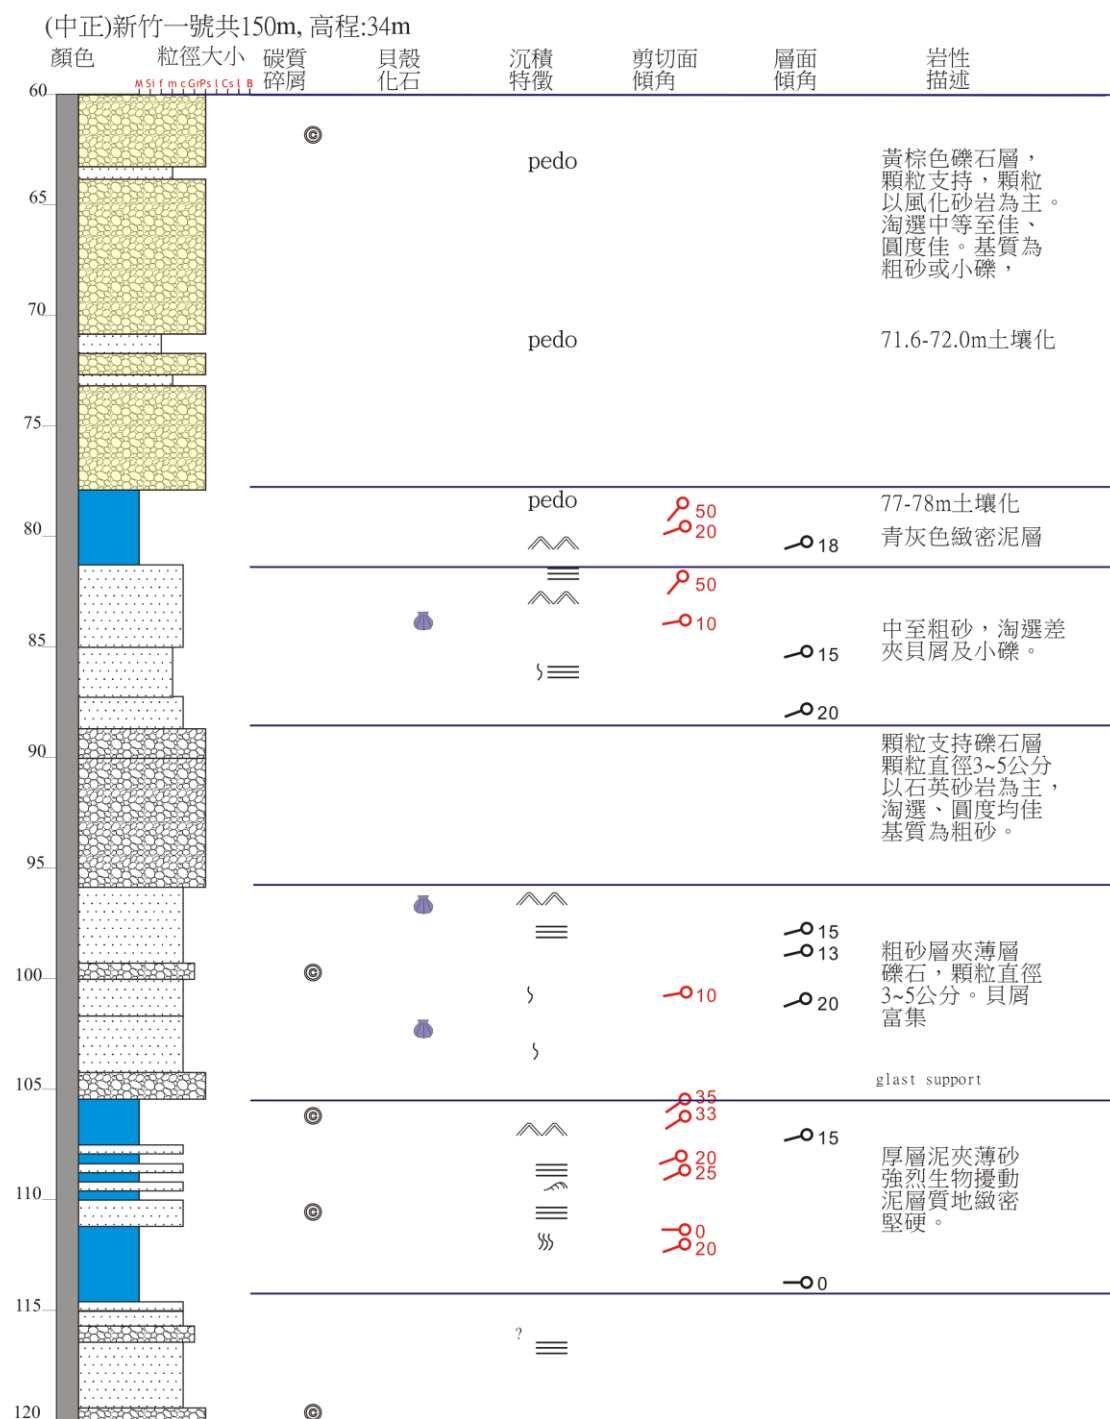 (中正)新竹一號共150m, 高程:34m
顏色 粒徑大小 碳質 貝殼 沉積 剪切面 層面 岩性
碎屑 化石 特徵 傾角 傾角 描述
M Si f m c Gr Ps l C s l B
60
©
pedo
黃棕色礫石層，
顆粒支持，顆粒
以風化砂岩為主。
淘選中等至佳、
圓度佳。基質為
粗砂或小礫，
65
70
pedo 71.6-72.0m土壤化
75
pedo 50 77-78m土壤化
80 20
18 青灰色緻密泥層
50
10 中至粗砂，淘選差
夾貝屑及小礫。
85 15
20
顆粒支持礫石層
90 顆粒直徑3~5公分
以石英砂岩為主，
淘選、圓度均佳
基質為粗砂。
95
15
13 粗砂層夾薄層
100 © 礫石，顆粒直徑
10 20 3~5公分。貝屑
富集
105 glast support
35
© 33
15
20 厚層泥夾薄砂
25 強烈生物擾動
110 泥層質地緻密
© 堅硬。
0
20
0
115
?
120 ©